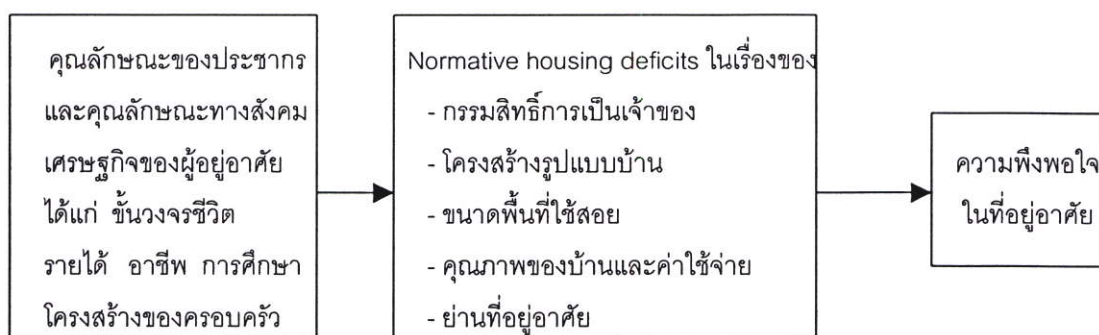 คุณลักษณะของประชากร
และคุณลักษณะทางสังคม
เศรษฐกิจของผู้อยู่อาศัย
ได้แก่ ขั้นวงจรชีวิต
รายได้ อาชีพ การศึกษา
โครงสร้างของครอบครัว
Normative housing deficits ในเรื่องของ
- กรรมสิทธิ์การเป็นเจ้าของ
- โครงสร้างรูปแบบบ้าน
- ขนาดพื้นที่ใช้สอย
- คุณภาพของบ้านและค่าใช้จ่าย
- ย่านที่อยู่อาศัย
ความพึงพอใจ
ในที่อยู่อาศัย